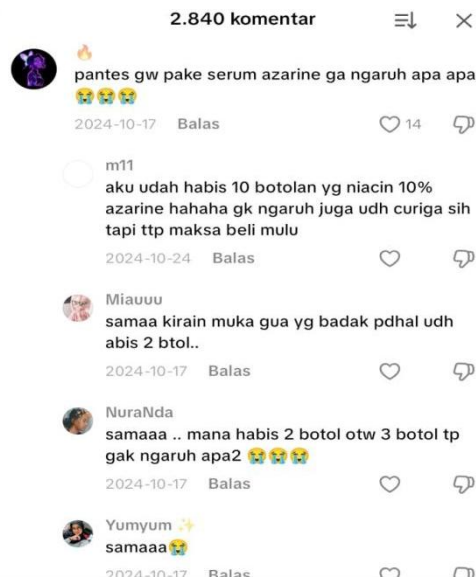 2.840 komentar
🔥
pantes gw pake serum azarine ga ngaruh apa apa
😭😭😭
2024-10-17 Balas 14
m11
aku udah habis 10 botolan yg niacin 10%
azarine hahaha gk ngaruh juga udh curiga sih
tapi ttp maksa beli mulu
2024-10-24 Balas
Miauuu
samaa kirain muka gua yg badak pdhal udh
abis 2 btol..
2024-10-17 Balas
NuraNda
samaaa .. mana habis 2 botol otw 3 botol tp
gak ngaruh apa2 😭😭😭
2024-10-17 Balas
Yumyum ✨
samaaa😭
2024-10-17 Balas